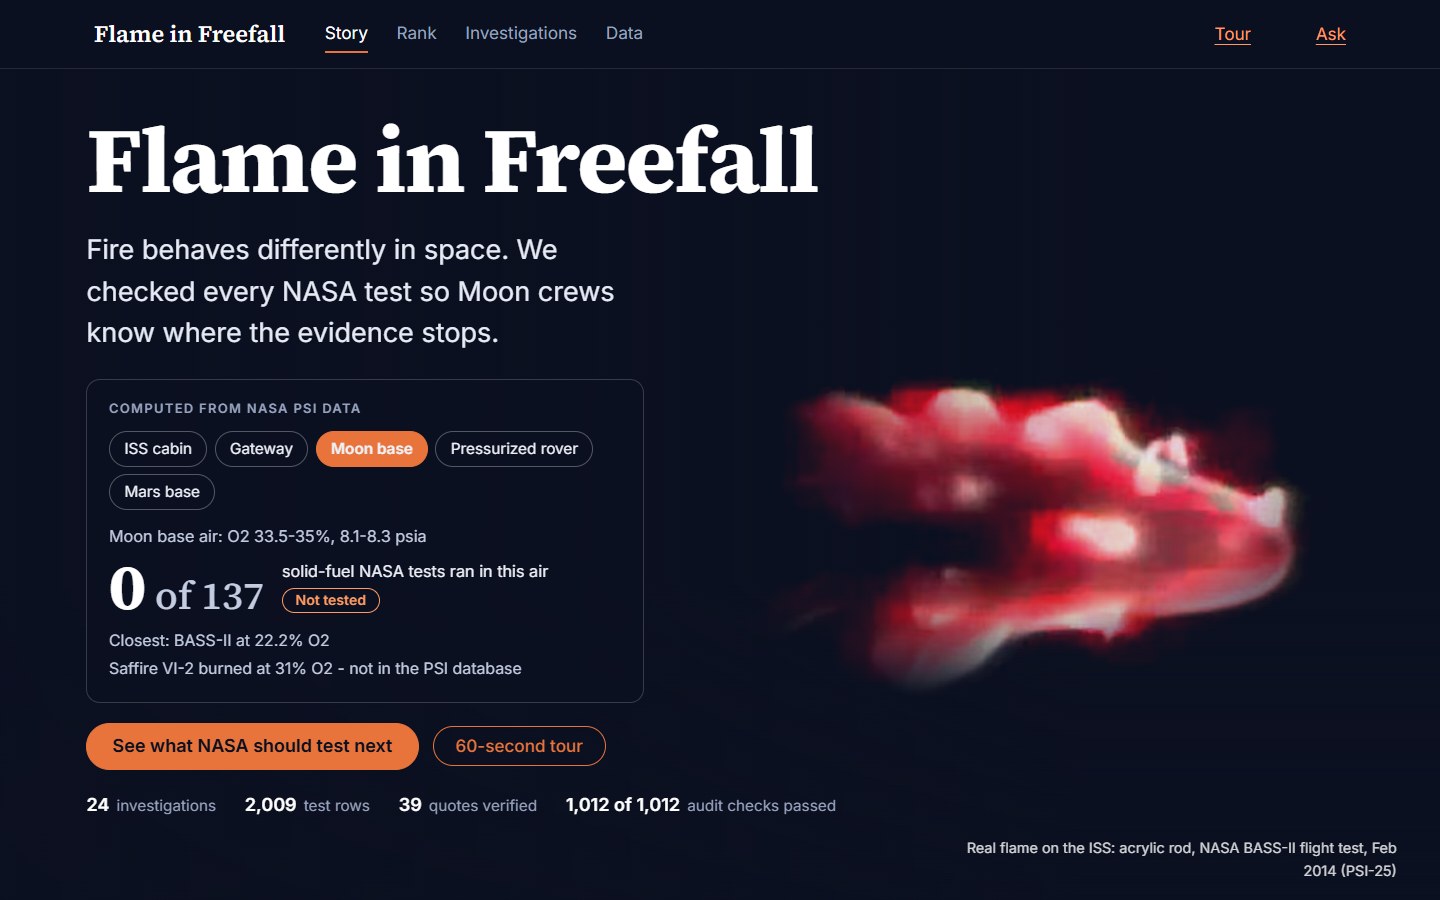 Flame in Freefall
Story
Rank
Investigations
Data
Tour
Ask
Flame in Freefall
Fire behaves differently in space. We
checked every NASA test so Moon crews
know where the evidence stops.
COMPUTED FROM NASA PSI DATA
ISS cabin
Gateway
Moon base
Pressurized rover
Mars base
Moon base air: O2 33.5-35%, 8.1-8.3 psia
0 of 137
solid-fuel NASA tests ran in this air
Not tested
Closest: BASS-II at 22.2% O2
Saffire VI-2 burned at 31% O2 - not in the PSI database
See what NASA should test next
60-second tour
24 investigations
2,009 test rows
39 quotes verified
1,012 of 1,012 audit checks passed
Real flame on the ISS: acrylic rod, NASA BASS-II flight test, Feb
2014 (PSI-25)